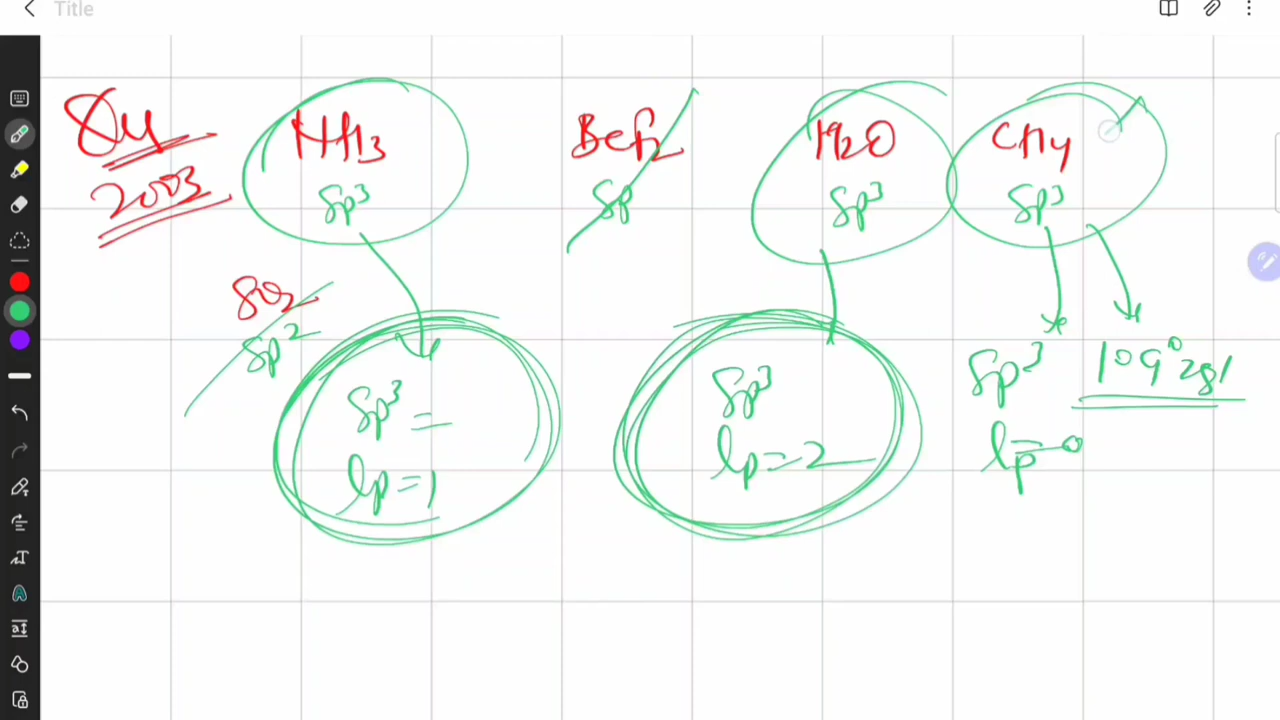 Title
Qu
2003
NH3
Sp³
BeF2
Sp
H2O
Sp³
CH4
Sp³
SO2
Sp²
Sp³ =
lp=1
Sp³
lp=2
Sp³
109°28'
lp=0